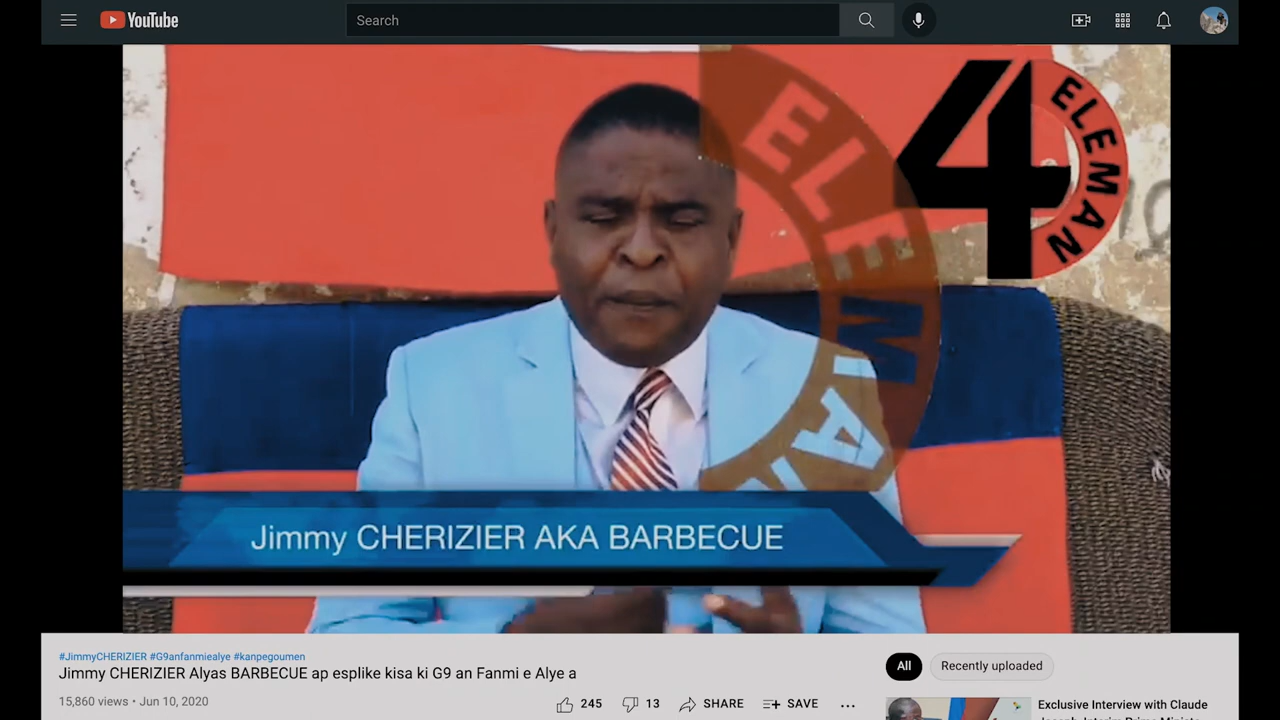 YouTube
Search
4
ELEMAN
ELEMA
Jimmy CHERIZIER AKA BARBECUE
#JimmyCHERIZIER #G9anfanmiealye #kanpegoumen
Jimmy CHERIZIER Alyas BARBECUE ap esplike kisa ki G9 an Fanmi e Alye a
15,860 views • Jun 10, 2020
245
13
SHARE
SAVE
All
Recently uploaded
Exclusive Interview with Claude